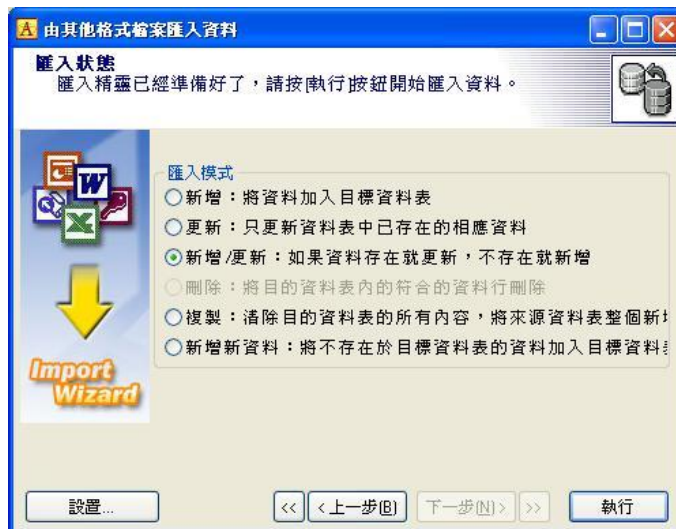 由其他格式檔案匯入資料
匯入狀態
匯入精靈已經準備好了，請按[執行]按鈕開始匯入資料。
W
匯入模式
新增：將資料加入目標資料表
更新：只更新資料表中已存在的相應資料
新增/更新：如果資料存在就更新，不存在就新增
刪除：將目的資料表內的符合的資料行刪除
複製：清除目的資料表的所有內容，將來源資料表整個新增
新增新資料：將不存在於目標資料表的資料加入目標資料
Import
Wizard
設置...
<<
<上一步(B)
下一步(N)>
>>
執行